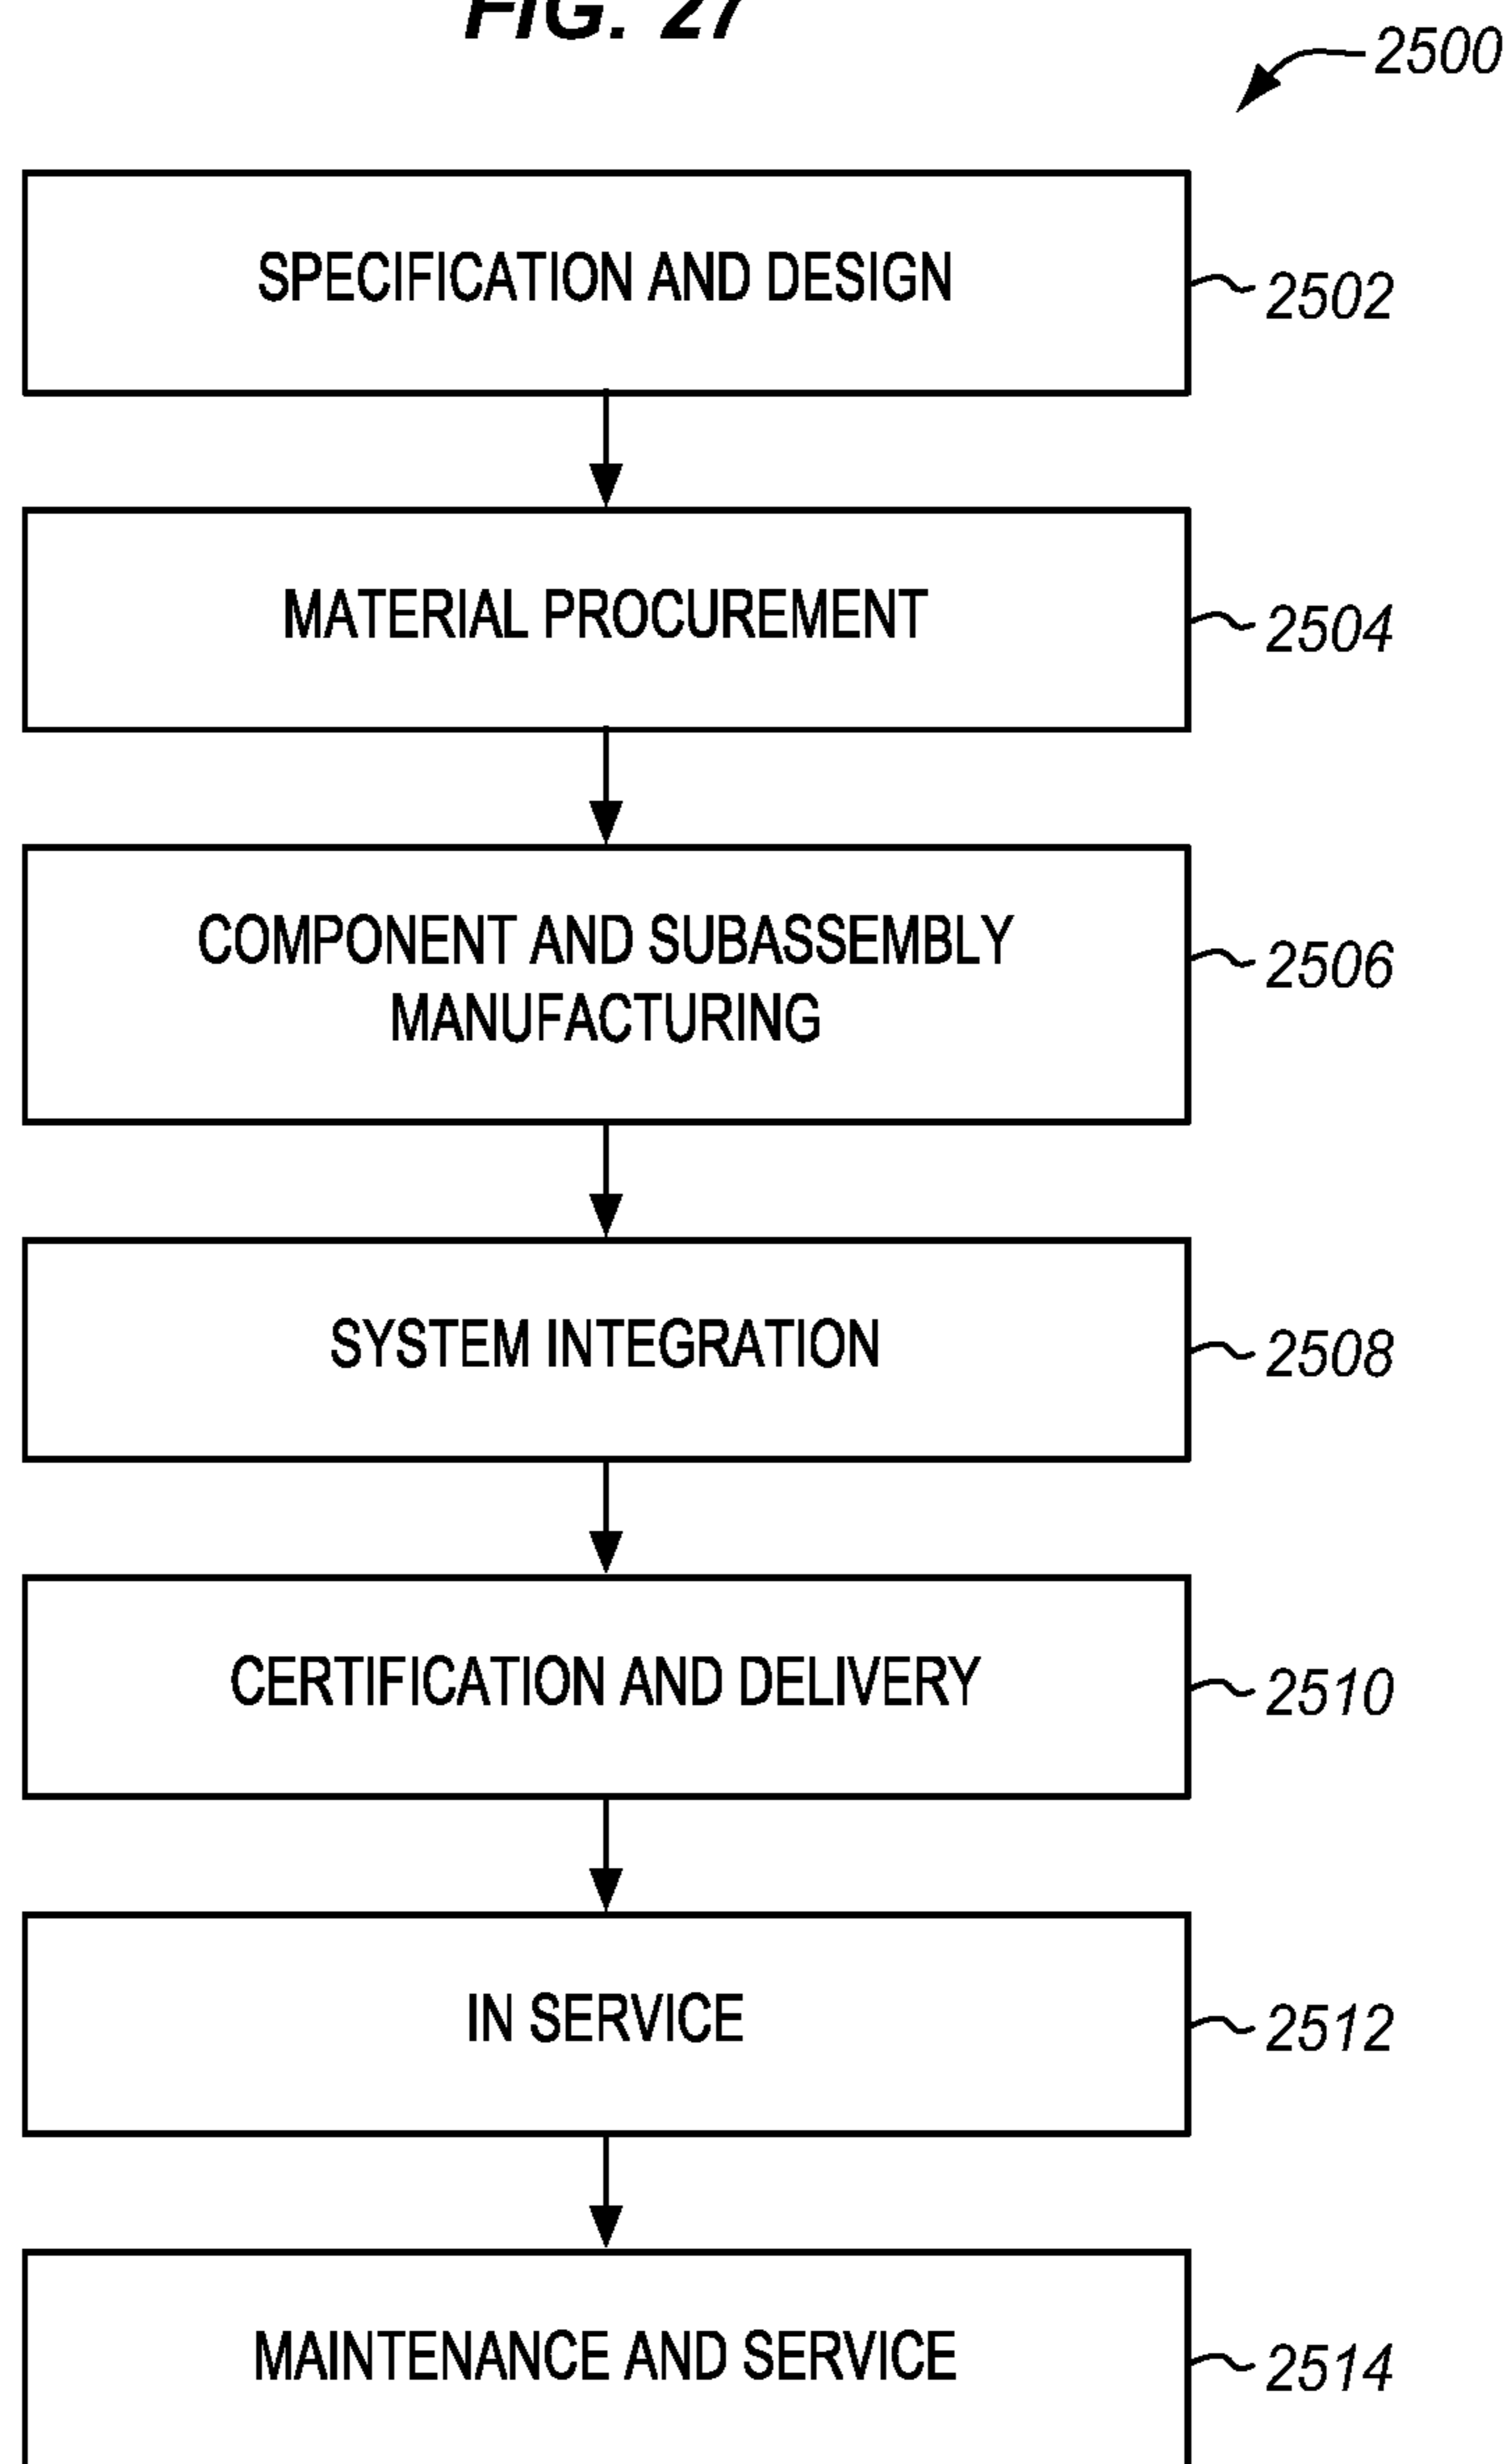 FIG. 27
2500
SPECIFICATION AND DESIGN
2502
MATERIAL PROCUREMENT
2504
COMPONENT AND SUBASSEMBLY
MANUFACTURING
2506
SYSTEM INTEGRATION
2508
CERTIFICATION AND DELIVERY
2510
IN SERVICE
2512
MAINTENANCE AND SERVICE
2514